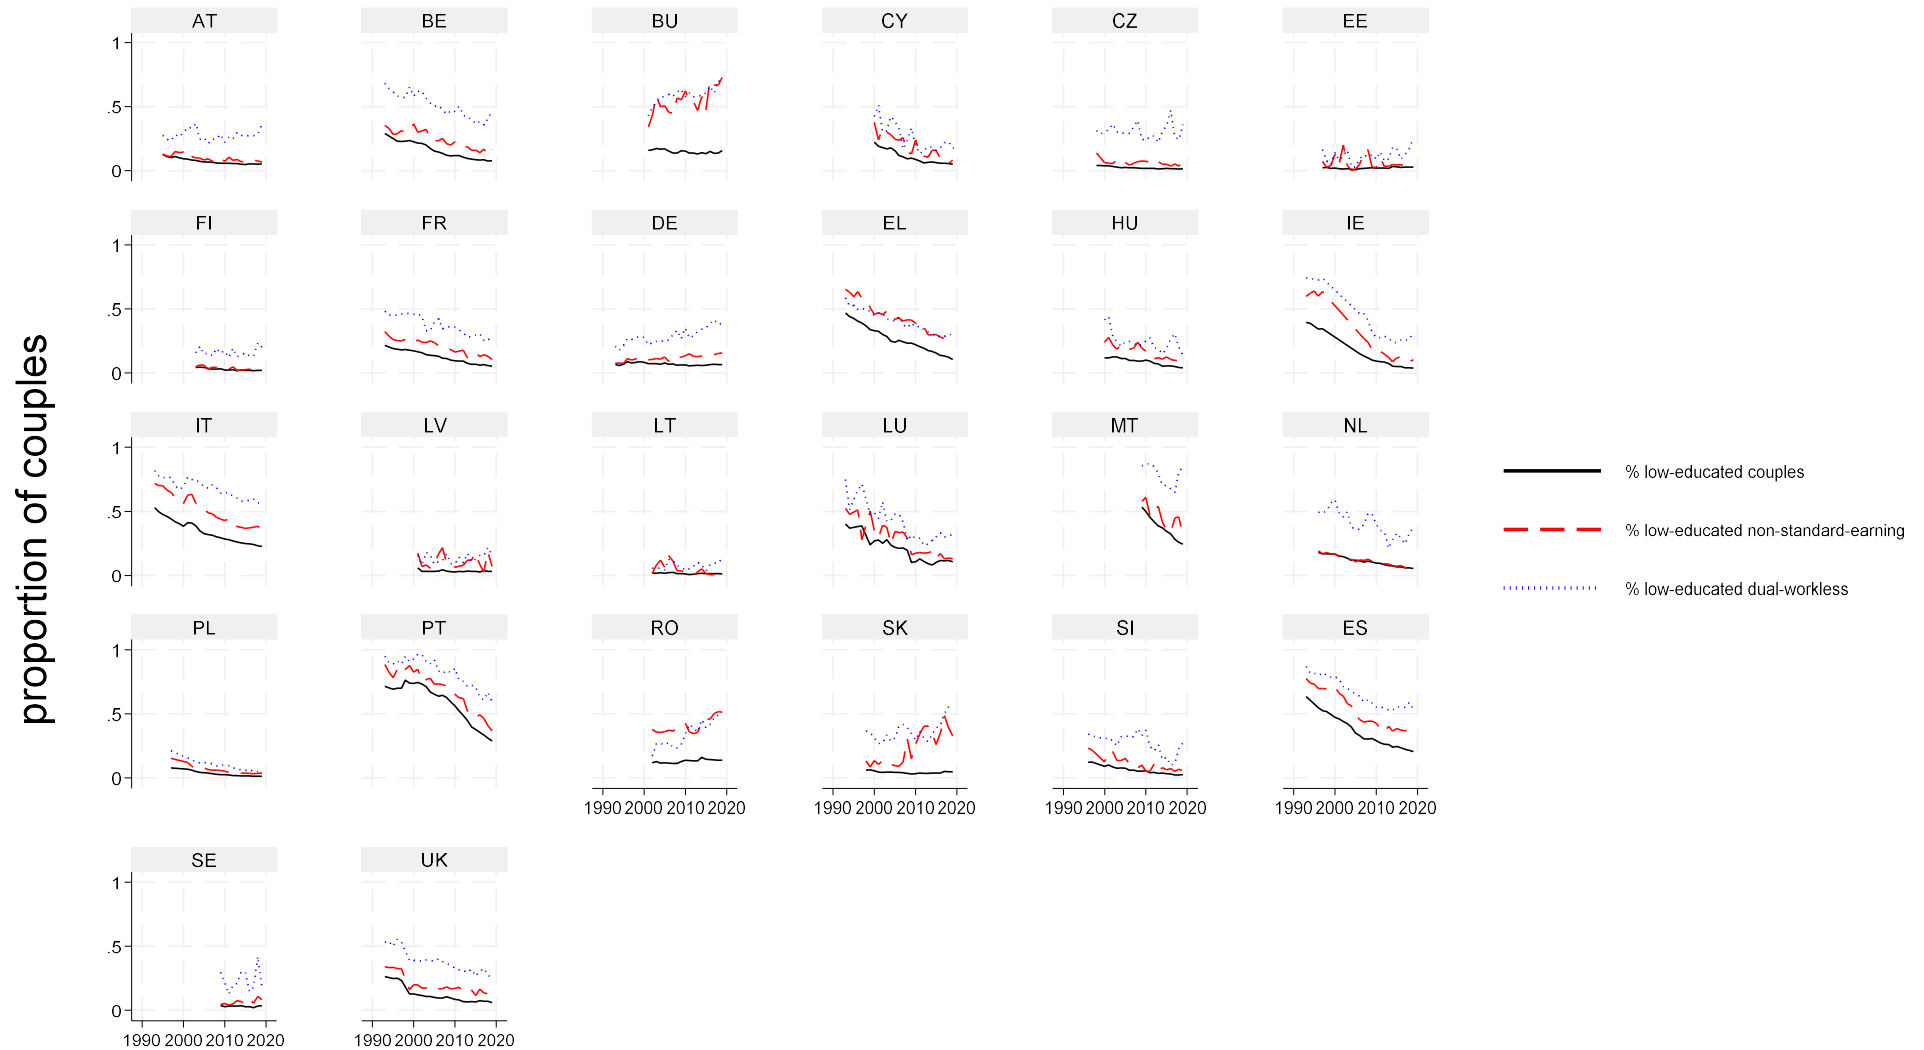 proportion of couples
AT BE BU CY CZ EE
1
.5
0
FI FR DE EL HU IE
1
.5
0
IT LV LT LU MT NL
1
.5
0
PL PT RO SK SI ES
1
.5
0
1990 2000 2010 2020 1990 2000 2010 2020 1990 2000 2010 2020 1990 2000 2010 2020
SE UK
1
.5
0
1990 2000 2010 2020 1990 2000 2010 2020
% low-educated couples
% low-educated non-standard-earning
% low-educated dual-workless